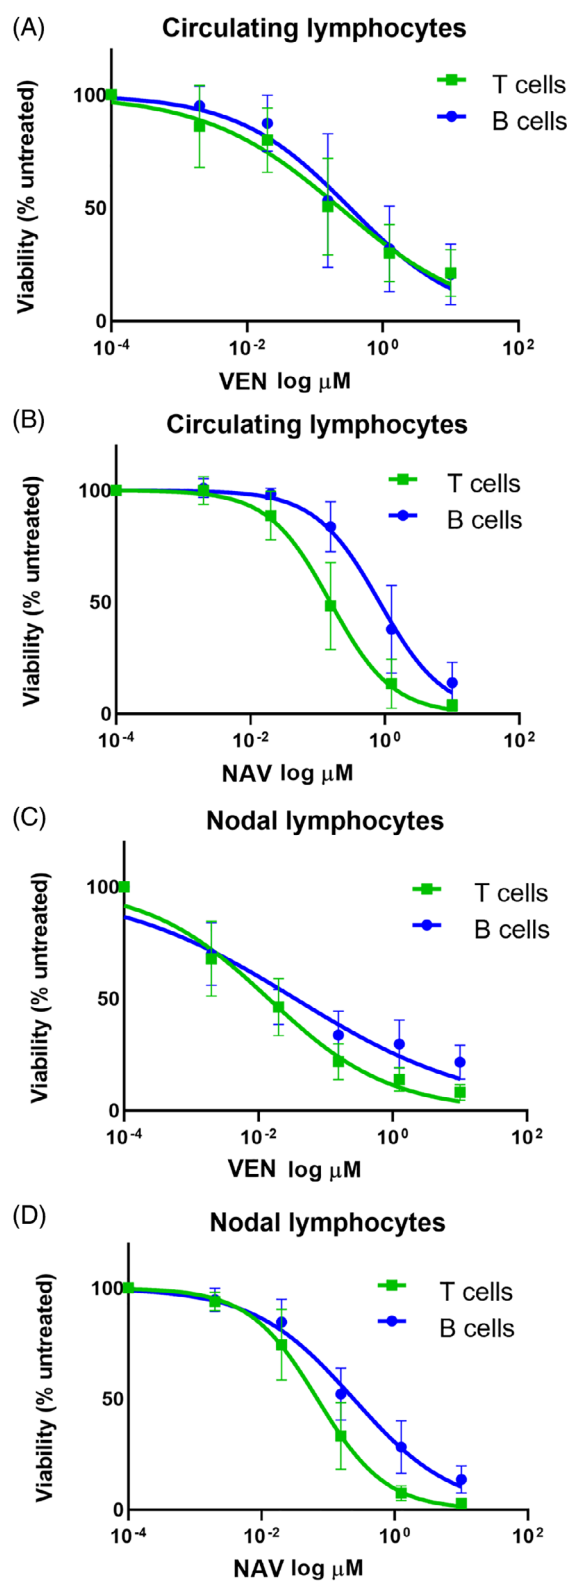 (A)
Circulating lymphocytes
T cells
B cells
Viability (% untreated)
100
50
0
10-4 10-2 100 102
VEN log μM
(B)
Circulating lymphocytes
T cells
B cells
Viability (% untreated)
100
50
0
10-4 10-2 100 102
NAV log μM
(C)
Nodal lymphocytes
T cells
B cells
Viability (% untreated)
100
50
0
10-4 10-2 100 102
VEN log μM
(D)
Nodal lymphocytes
T cells
B cells
Viability (% untreated)
100
50
0
10-4 10-2 100 102
NAV log μM